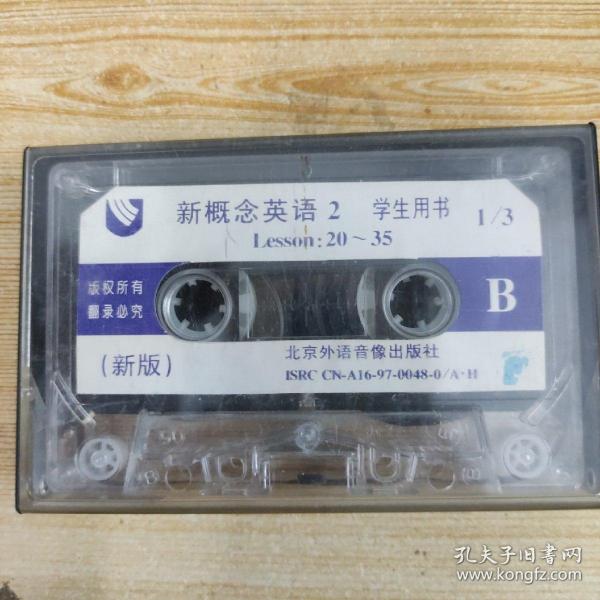 新概念英语 2 学生用书 1/3
Lesson: 20～35
版权所有
翻录必究
B
(新版)
北京外语音像出版社
ISRC CN-A16-97-0048-0/A·H
孔夫子旧书网
www.kongfz.com